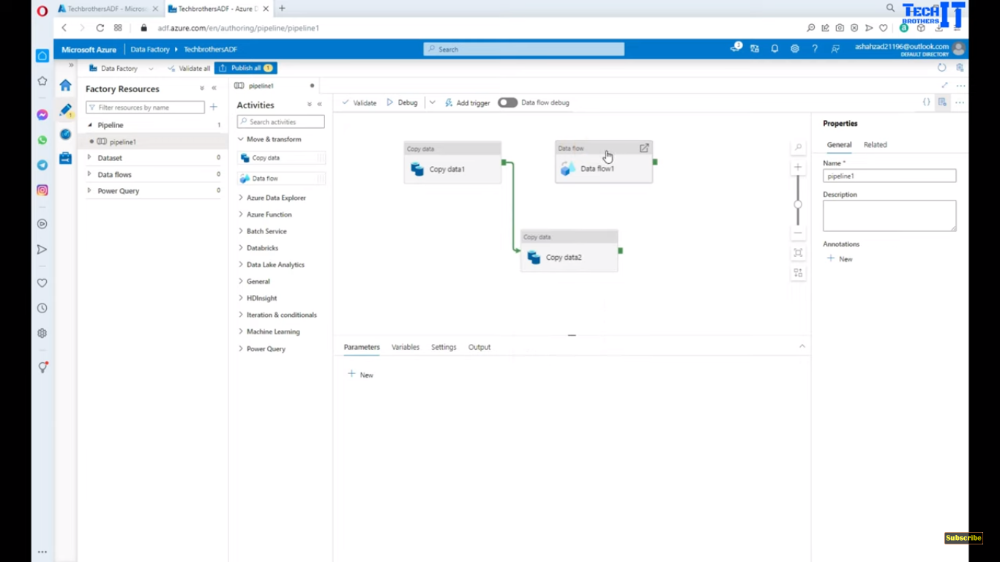 TechbrothersADF - Micros
TechbrothersADF - Azure D
TECH IT
BROTHERS
adf.azure.com/en/authoring/pipeline/pipeline1
Microsoft Azure
Data Factory
TechbrothersADF
Search
1
ashahzad21196@outlook.com
DEFAULT DIRECTORY
Data Factory
Validate all
Publish all 1
Factory Resources
Filter resources by name
Pipeline 1
pipeline1
Dataset 0
Data flows 0
Power Query 0
pipeline1
Activities
Search activities
Move & transform
Copy data
Data flow
Azure Data Explorer
Azure Function
Batch Service
Databricks
Data Lake Analytics
General
HDInsight
Iteration & conditionals
Machine Learning
Power Query
Validate
Debug
Add trigger
Data flow debug
Copy data
Copy data1
Data flow
Data flow1
Copy data
Copy data2
Parameters
Variables
Settings
Output
New
Properties
General
Related
Name *
pipeline1
Description
Annotations
New
Subscribe